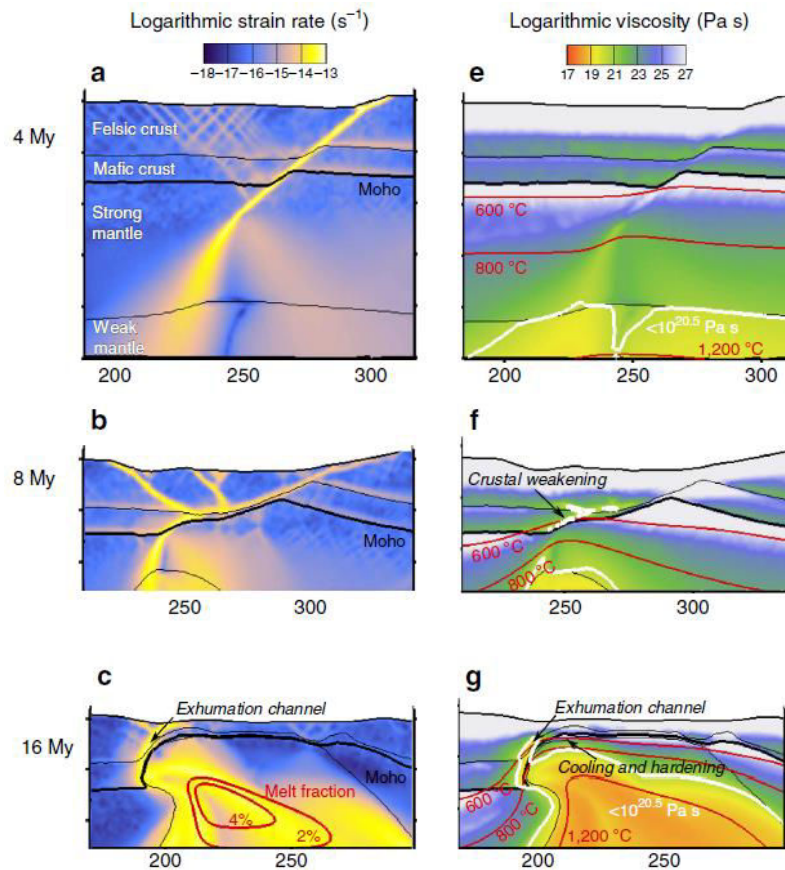 Logarithmic strain rate (s⁻¹)
Logarithmic viscosity (Pa s)
−18−17−16−15−14−13
17 19 21 23 25 27
a
e
4 My
Felsic crust
Mafic crust
Moho
Strong
mantle
Weak
mantle
600 °C
800 °C
<10^20.5 Pa s
1,200 °C
200 250 300
200 250 300
b
f
8 My
Moho
Crustal weakening
600 °C
800 °C
250 300
250 300
c
g
16 My
Exhumation channel
Moho
Melt fraction
4%
2%
Exhumation channel
Cooling and hardening
600 °C
800 °C
<10^20.5 Pa s
1,200 °C
200 250
200 250